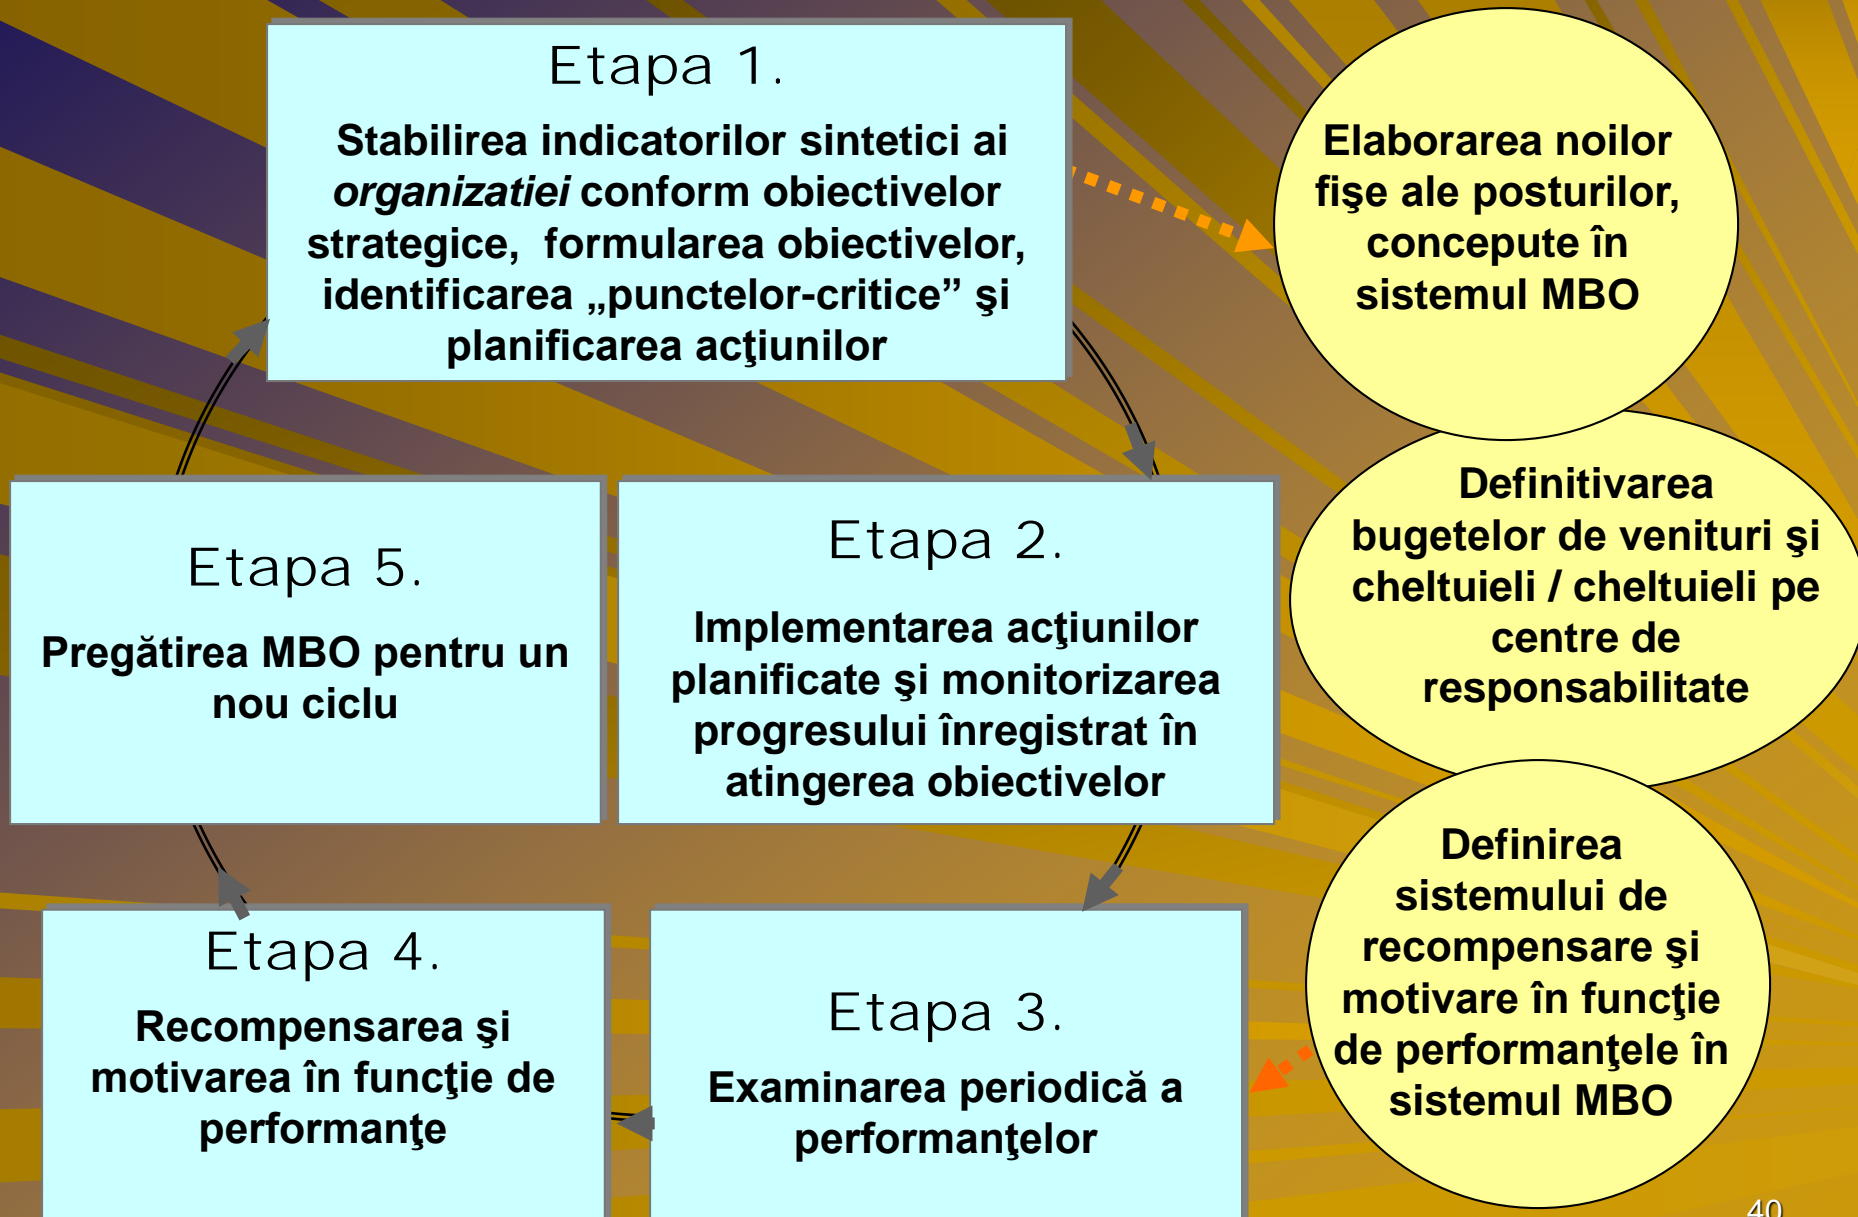 Etapa 1.
Stabilirea indicatorilor sintetici ai
organizatiei conform obiectivelor
strategice, formularea obiectivelor,
identificarea „punctelor-critice” şi
planificarea acţiunilor
Elaborarea noilor
fişe ale posturilor,
concepute în
sistemul MBO
Etapa 5.
Pregătirea MBO pentru un
nou ciclu
Etapa 2.
Implementarea acţiunilor
planificate şi monitorizarea
progresului înregistrat în
atingerea obiectivelor
Definitivarea
bugetelor de venituri şi
cheltuieli / cheltuieli pe
centre de
responsabilitate
Etapa 4.
Recompensarea şi
motivarea în funcţie de
performanţe
Etapa 3.
Examinarea periodică a
performanţelor
Definirea
sistemului de
recompensare şi
motivare în funcţie
de performanţele în
sistemul MBO
40